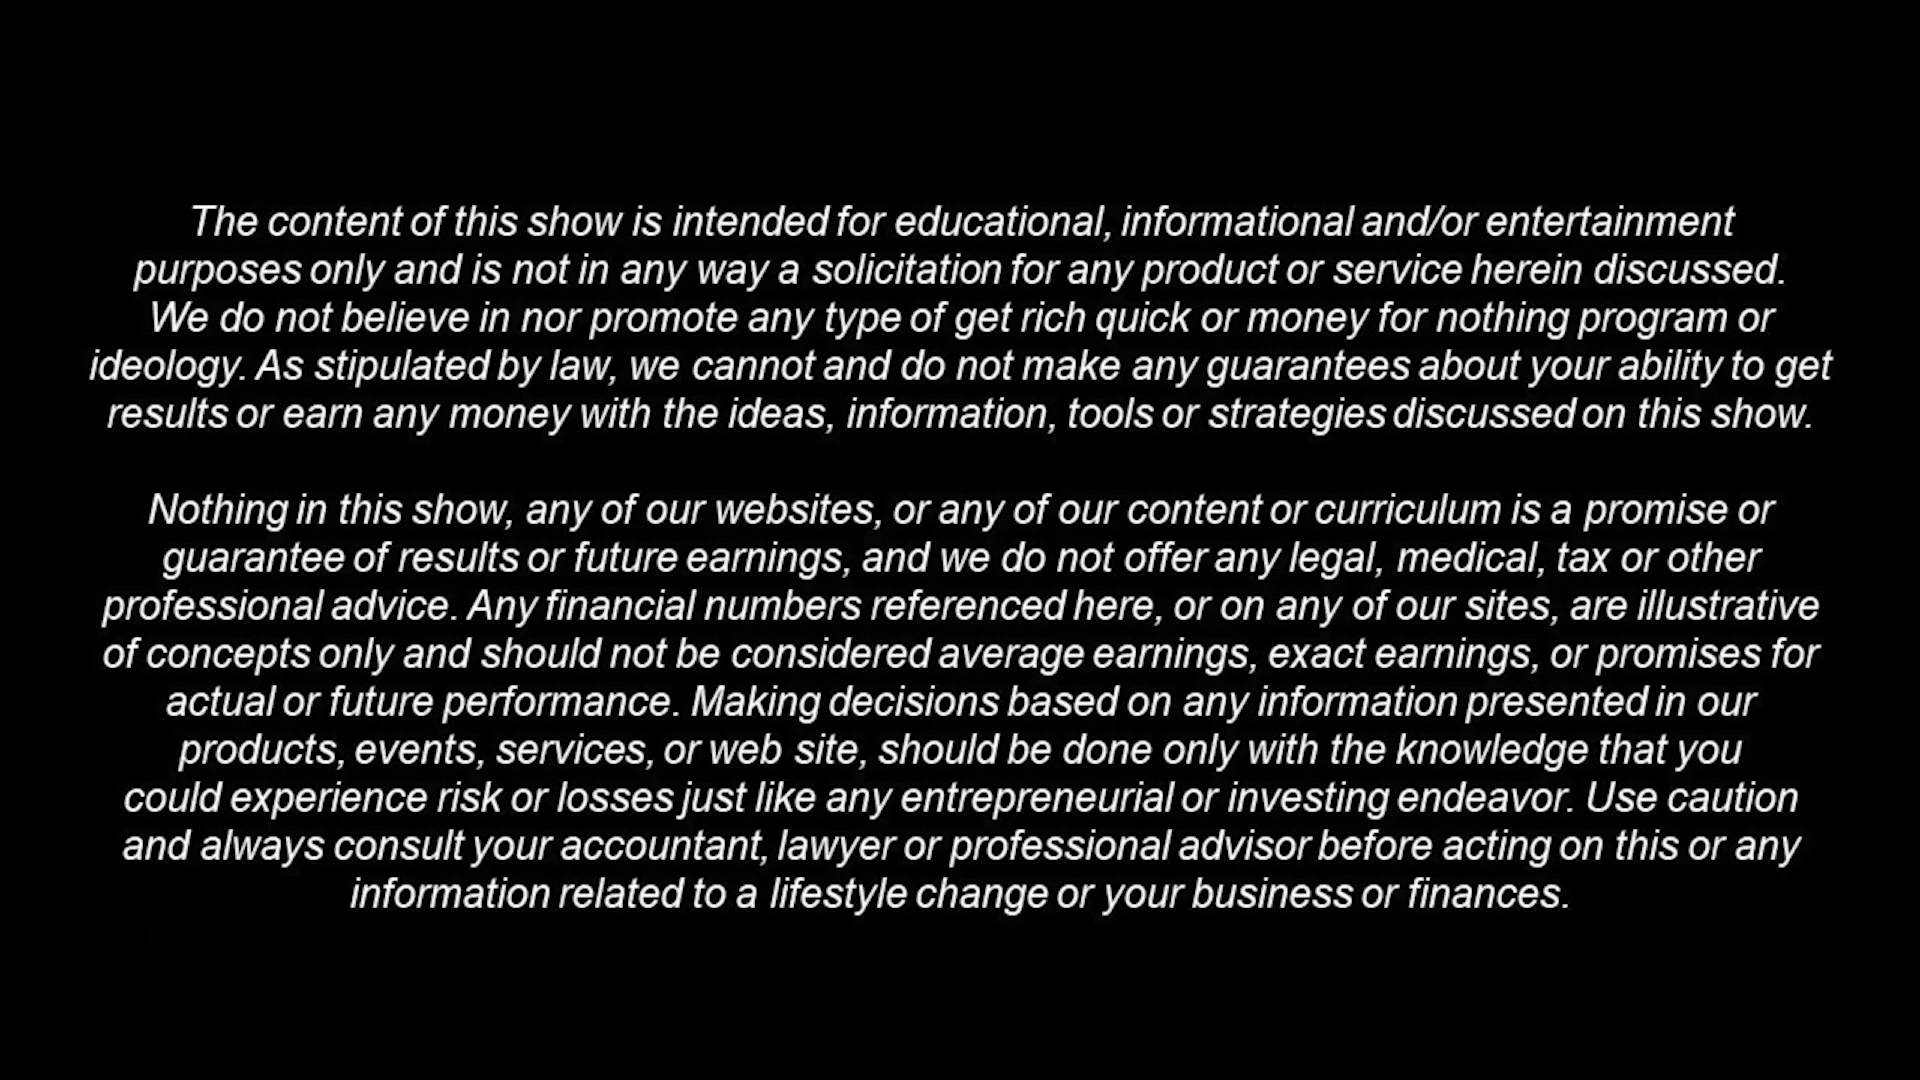 The content of this show is intended for educational, informational and/or entertainment
purposes only and is not in any way a solicitation for any product or service herein discussed.
We do not believe in nor promote any type of get rich quick or money for nothing program or
ideology. As stipulated by law, we cannot and do not make any guarantees about your ability to get
results or earn any money with the ideas, information, tools or strategies discussed on this show.
Nothing in this show, any of our websites, or any of our content or curriculum is a promise or
guarantee of results or future earnings, and we do not offer any legal, medical, tax or other
professional advice. Any financial numbers referenced here, or on any of our sites, are illustrative
of concepts only and should not be considered average earnings, exact earnings, or promises for
actual or future performance. Making decisions based on any information presented in our
products, events, services, or web site, should be done only with the knowledge that you
could experience risk or losses just like any entrepreneurial or investing endeavor. Use caution
and always consult your accountant, lawyer or professional advisor before acting on this or any
information related to a lifestyle change or your business or finances.